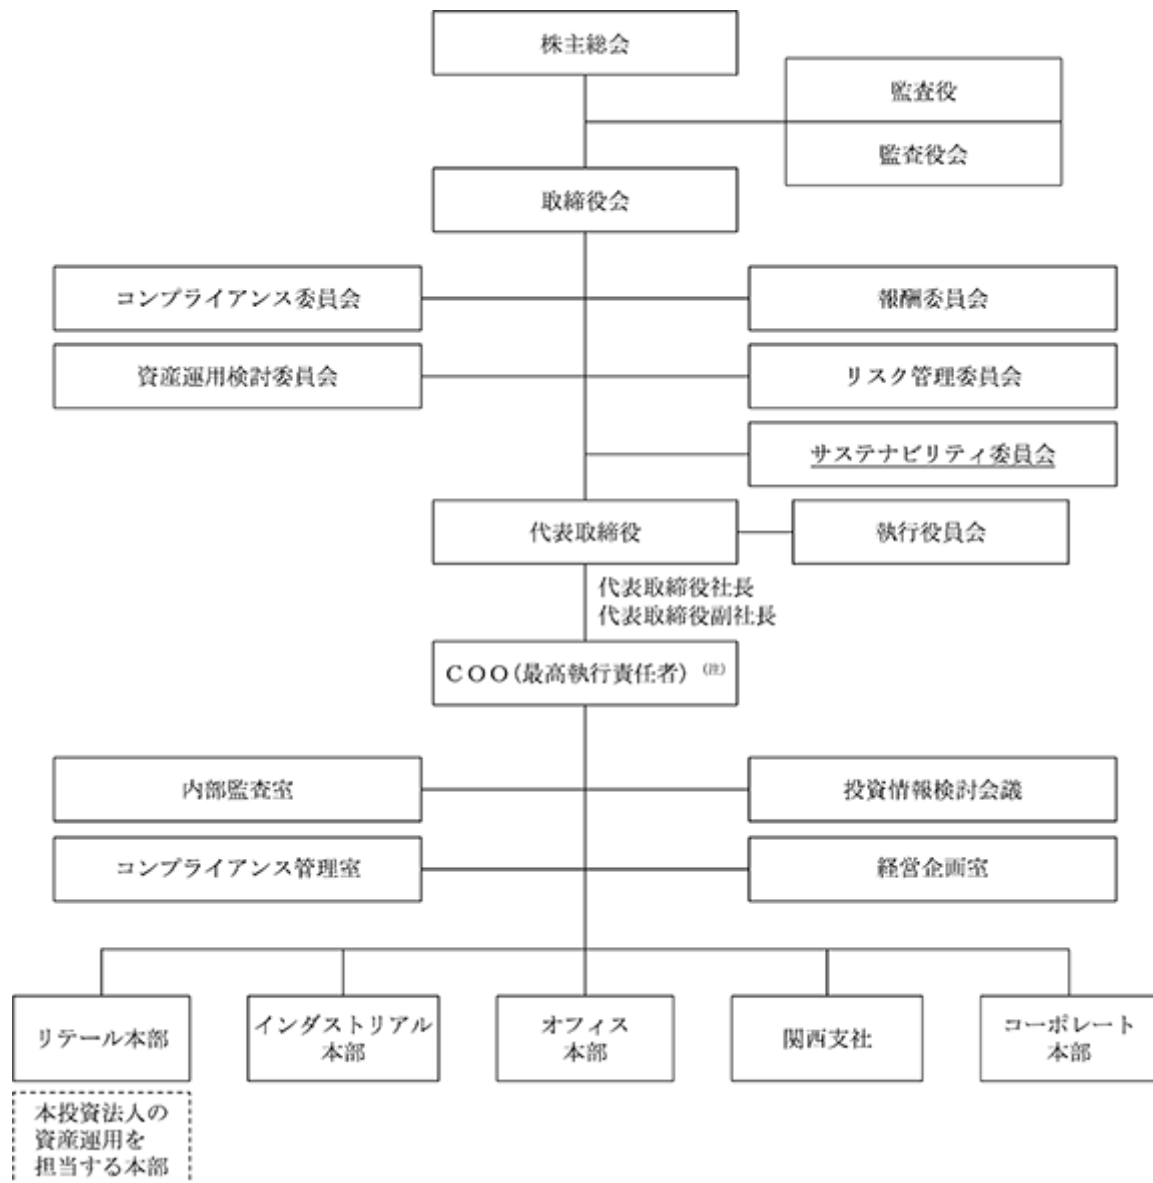 株主総会
監査役
監査役会
取締役会
コンプライアンス委員会
報酬委員会
資産運用検討委員会
リスク管理委員会
サステナビリティ委員会
代表取締役
執行役員会
代表取締役社長
代表取締役副社長
ＣＯＯ(最高執行責任者) (注)
内部監査室
投資情報検討会議
コンプライアンス管理室
経営企画室
リテール本部
インダストリアル
本部
オフィス
本部
関西支社
コーポレート
本部
本投資法人の
資産運用を
担当する本部